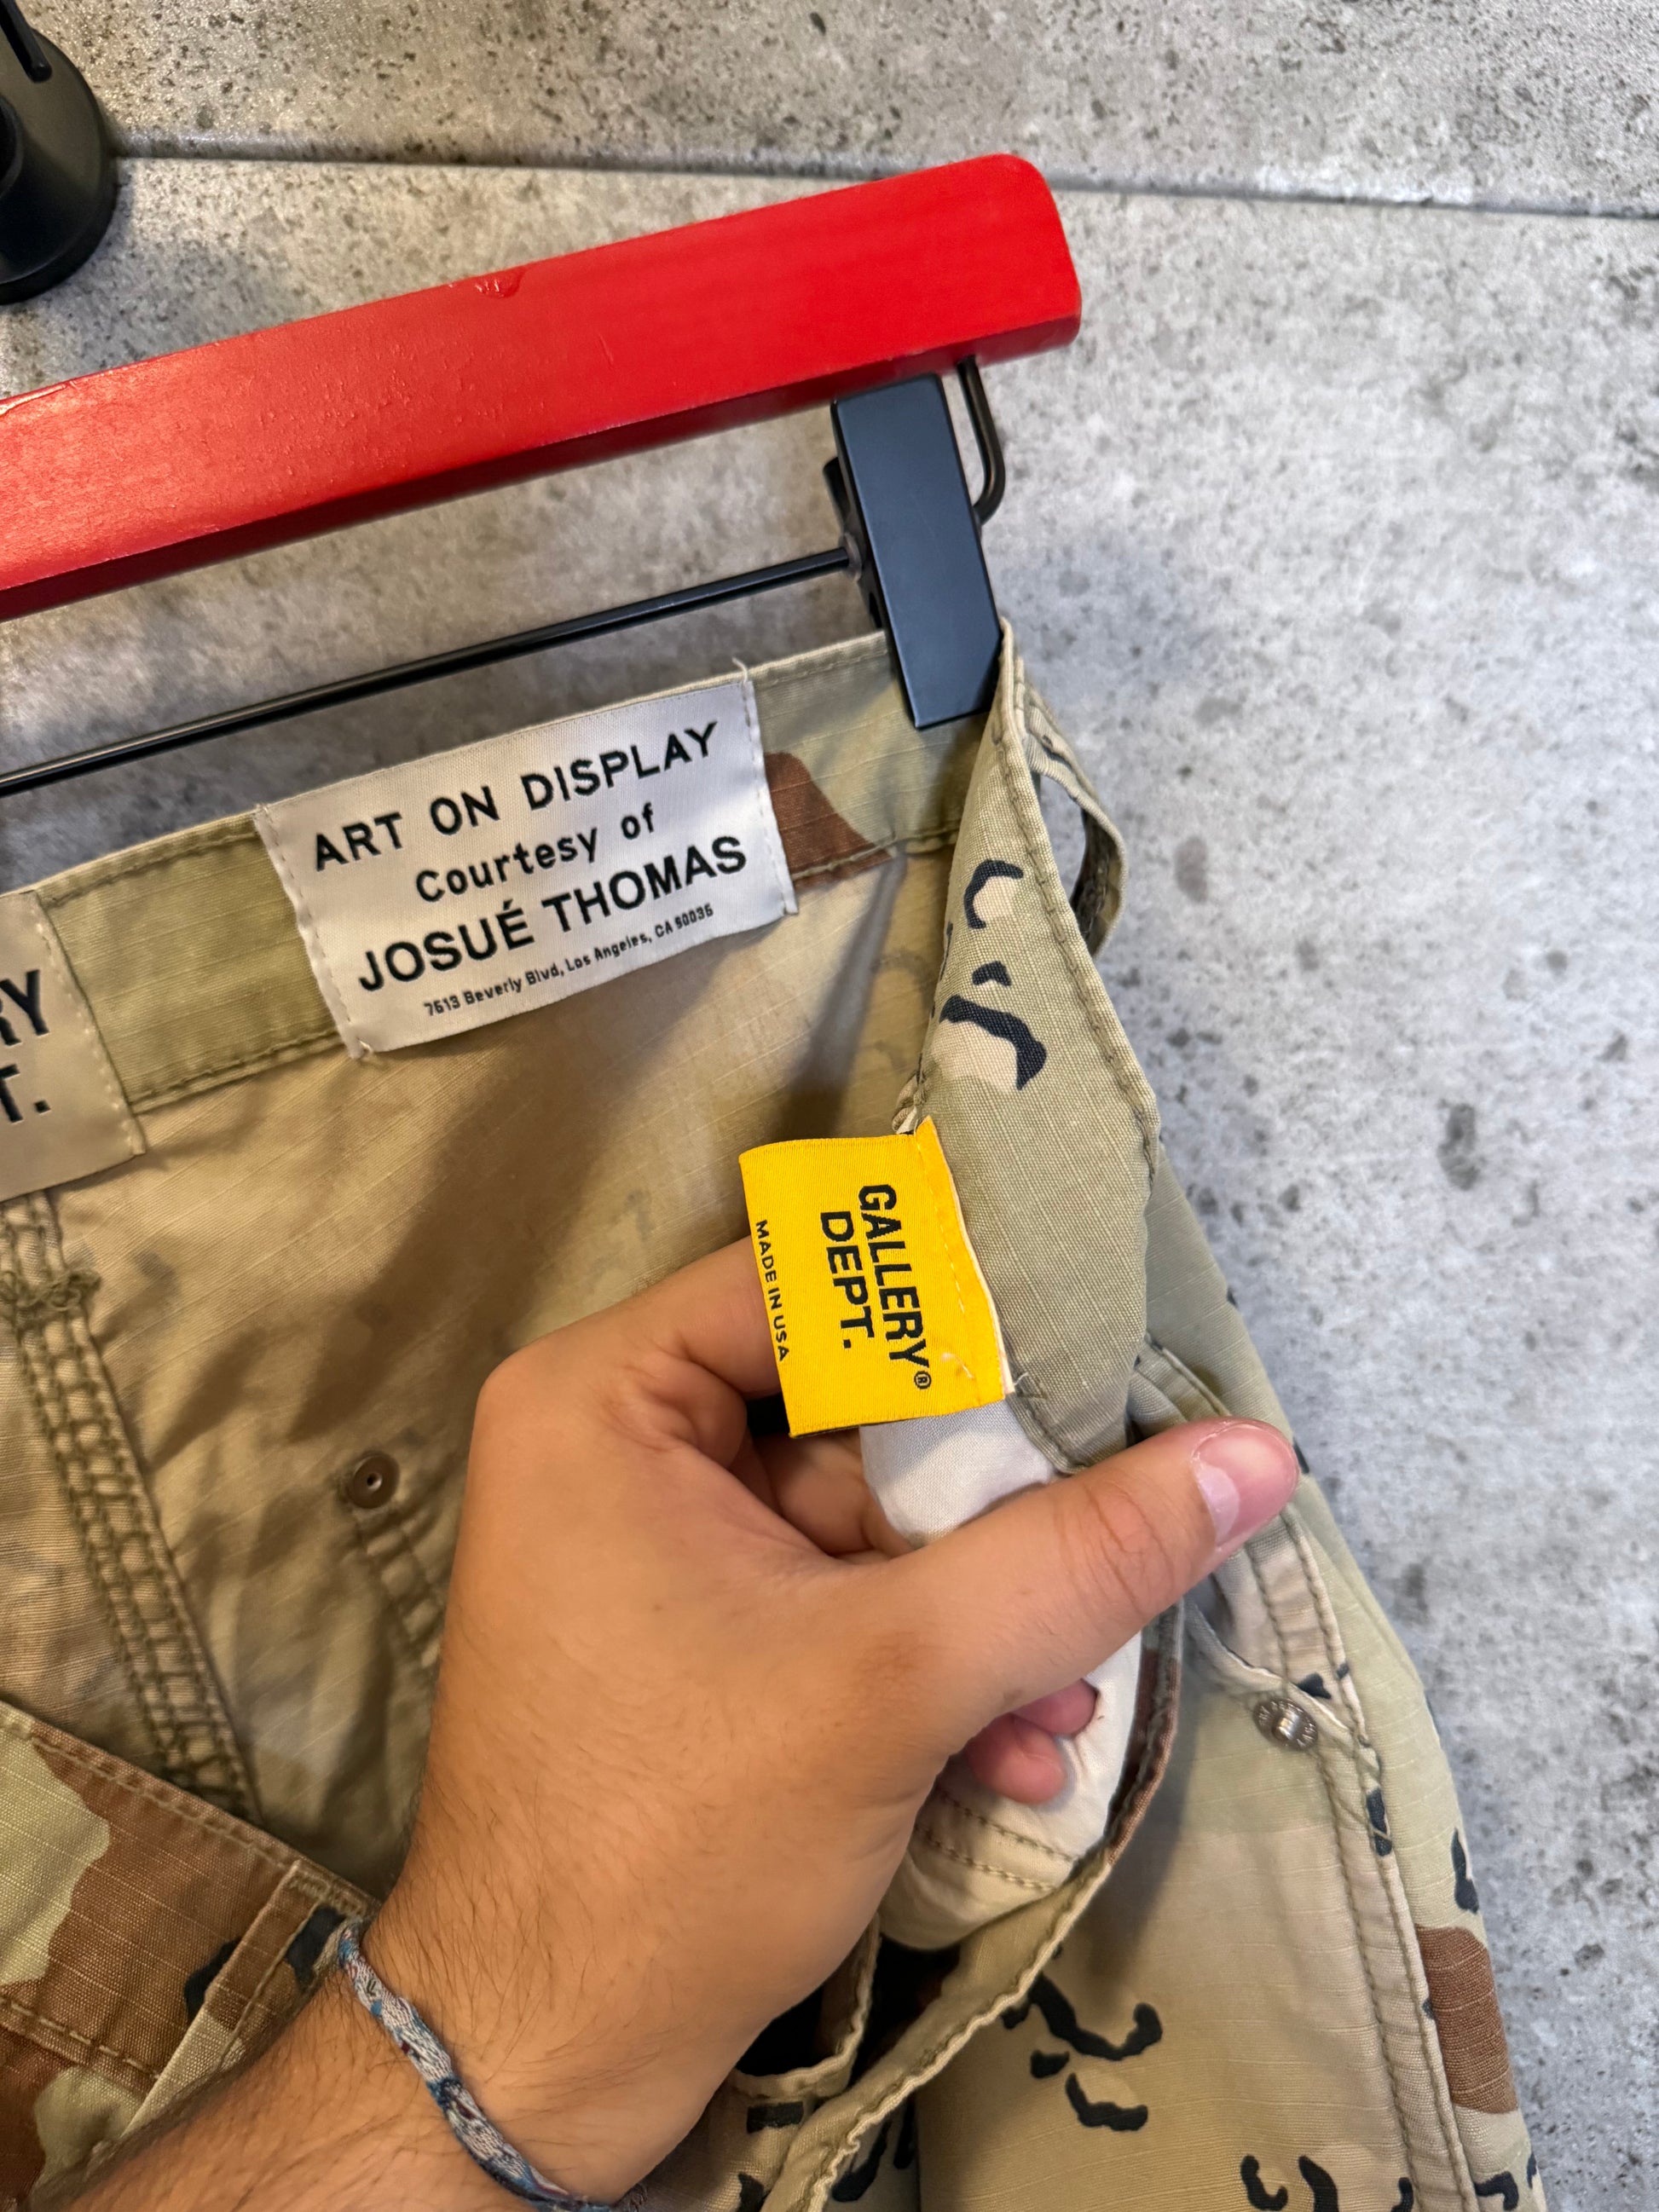 ART ON DISPLAY
Courtesy of
JOSUÉ THOMAS
7613 Beverly Blvd, Los Angeles, CA 90036
RY
T.
GALLERY®
DEPT.
MADE IN USA